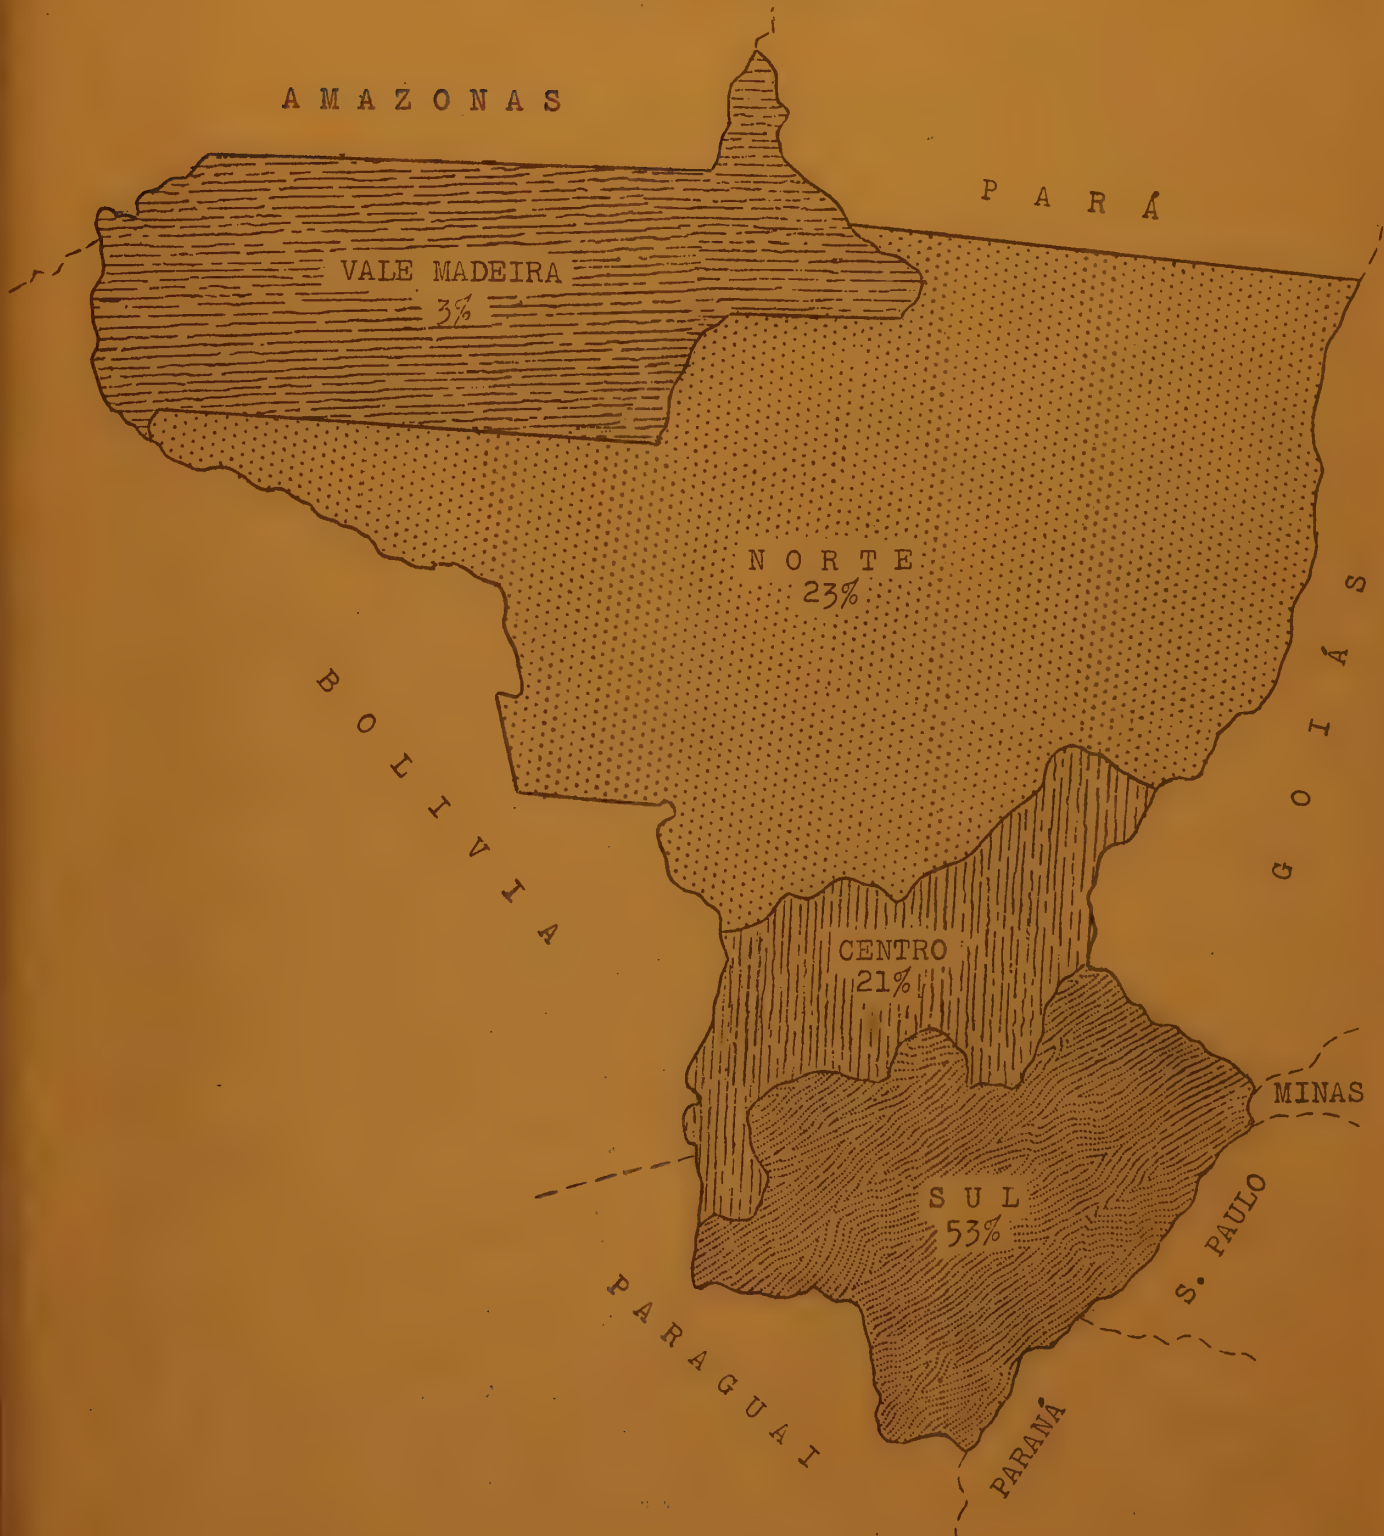 AMAZONAS
PARÁ
VALE MADEIRA
3%
NORTE
23%
BOLIVIA
GOIÁS
CENTRO
21%
MINAS
SUL
53%
S. PAULO
PARAGUAI
PARANÁ